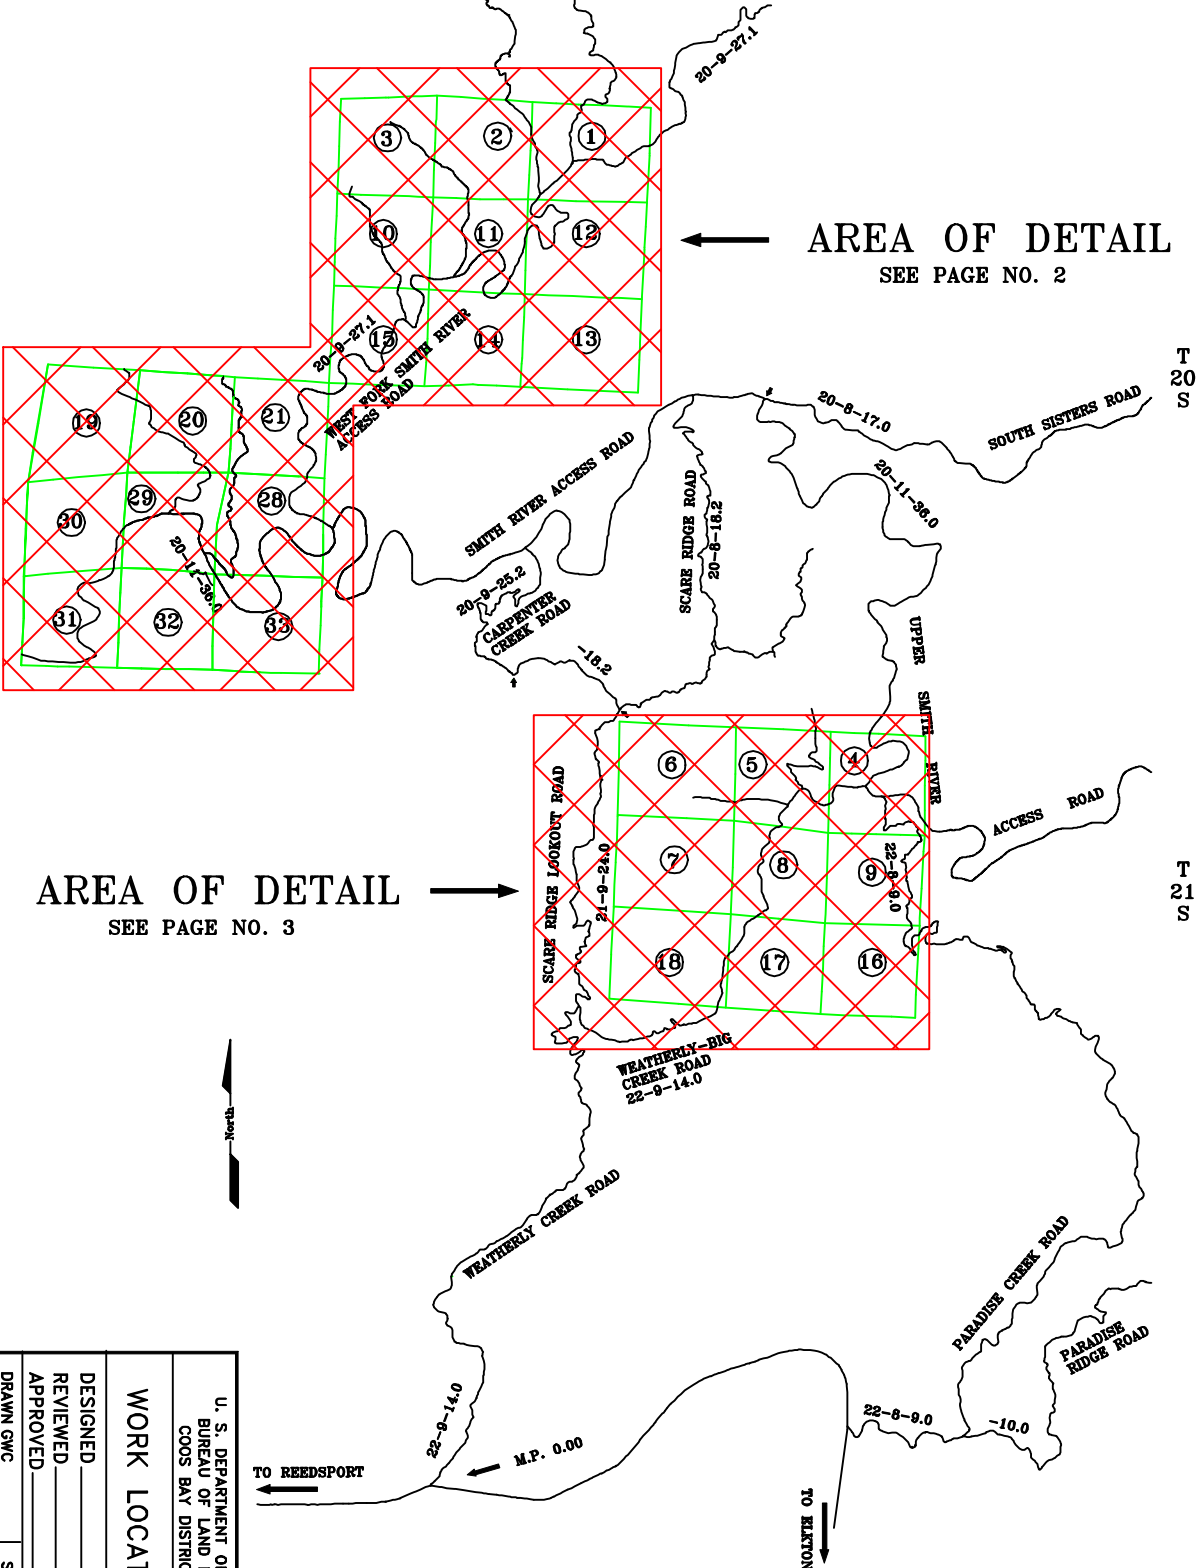 20-9-27.1
3
2
1
10
11
12
AREA OF DETAIL
SEE PAGE NO. 2
15
14
13
20-9-27.1
WEST FORK SMITH RIVER
ACCESS ROAD
T
20
S
19
20
21
29
28
30
20-11-36.0
31
32
33
20-8-17.0
SOUTH SISTERS ROAD
SMITH RIVER ACCESS ROAD
SCARE RIDGE ROAD
20-8-18.2
20-11-36.0
20-9-25.2
CARPENTER
CREEK ROAD
-18.2
UPPER SMITH RIVER
ACCESS ROAD
6
5
4
7
8
9
18
17
16
SCARE RIDGE LOOKOUT ROAD
21-9-24.0
22-8-9.0
AREA OF DETAIL
SEE PAGE NO. 3
T
21
S
WEATHERLY-BIG
CREEK ROAD
22-9-14.0
North
WEATHERLY CREEK ROAD
PARADISE CREEK ROAD
PARADISE
RIDGE ROAD
22-8-9.0
-10.0
22-9-14.0
M.P. 0.00
TO REEDSPORT
TO ELKTON
U. S. DEPARTMENT O
BUREAU OF LAND
COOS BAY DISTRIC
WORK LOCAT
DESIGNED
REVIEWED
APPROVED
DRAWN GWC
S